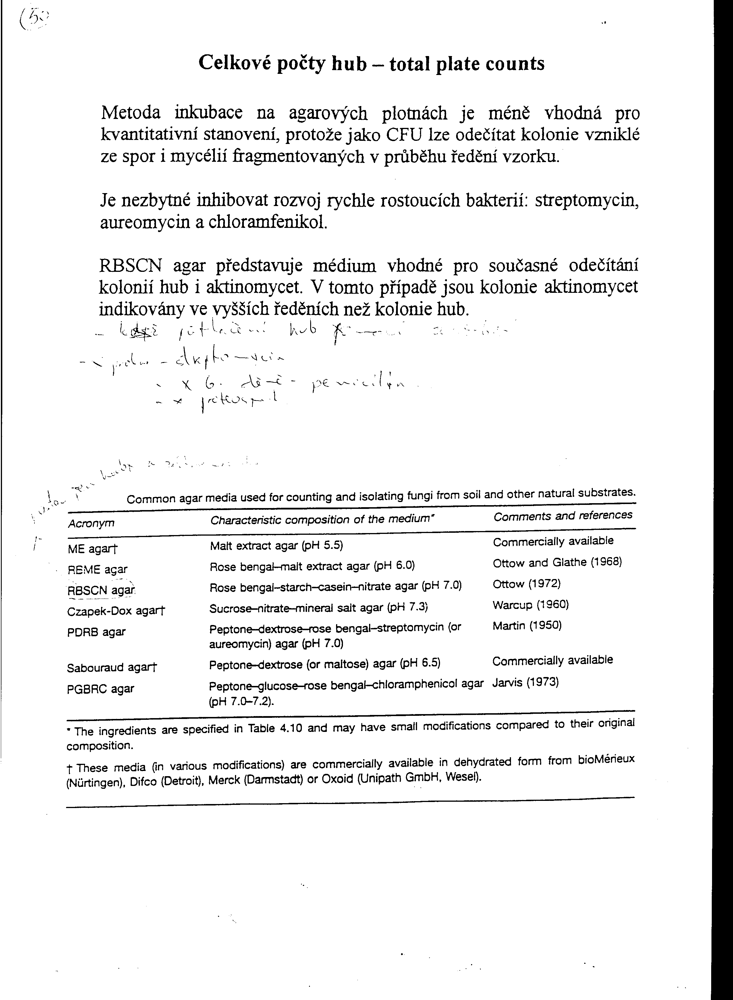 (50
Celkové počty hub – total plate counts
Metoda inkubace na agarových plotnách je méně vhodná pro
kvantitativní stanovení, protože jako CFU lze odečítat kolonie vzniklé
ze spor i mycélií fragmentovaných v průběhu ředění vzorku.
Je nezbytné inhibovat rozvoj rychle rostoucích bakterií: streptomycin,
aureomycin a chloramfenikol.
RBSCN agar představuje médium vhodné pro současné odečítání
kolonií hub i aktinomycet. V tomto případě jsou kolonie aktinomycet
indikovány ve vyšších ředěních než kolonie hub.
- potlačení hub
- streptomycin
- x G. - penicilin
- x
houby a
Common agar media used for counting and isolating fungi from soil and other natural substrates.
Acronym Characteristic composition of the medium* Comments and references
ME agar† Malt extract agar (pH 5.5) Commercially available
RBME agar Rose bengal–malt extract agar (pH 6.0) Ottow and Glathe (1968)
RBSCN agar Rose bengal–starch–casein–nitrate agar (pH 7.0) Ottow (1972)
Czapek-Dox agar† Sucrose–nitrate–mineral salt agar (pH 7.3) Warcup (1960)
PDRB agar Peptone–dextrose–rose bengal–streptomycin (or Martin (1950)
aureomycin) agar (pH 7.0)
Sabouraud agar† Peptone–dextrose (or maltose) agar (pH 6.5) Commercially available
PGBRC agar Peptone–glucose–rose bengal–chloramphenicol agar Jarvis (1973)
(pH 7.0–7.2).
* The ingredients are specified in Table 4.10 and may have small modifications compared to their original
composition.
† These media (in various modifications) are commercially available in dehydrated form from bioMérieux
(Nürtingen), Difco (Detroit), Merck (Darmstadt) or Oxoid (Unipath GmbH, Wesel).